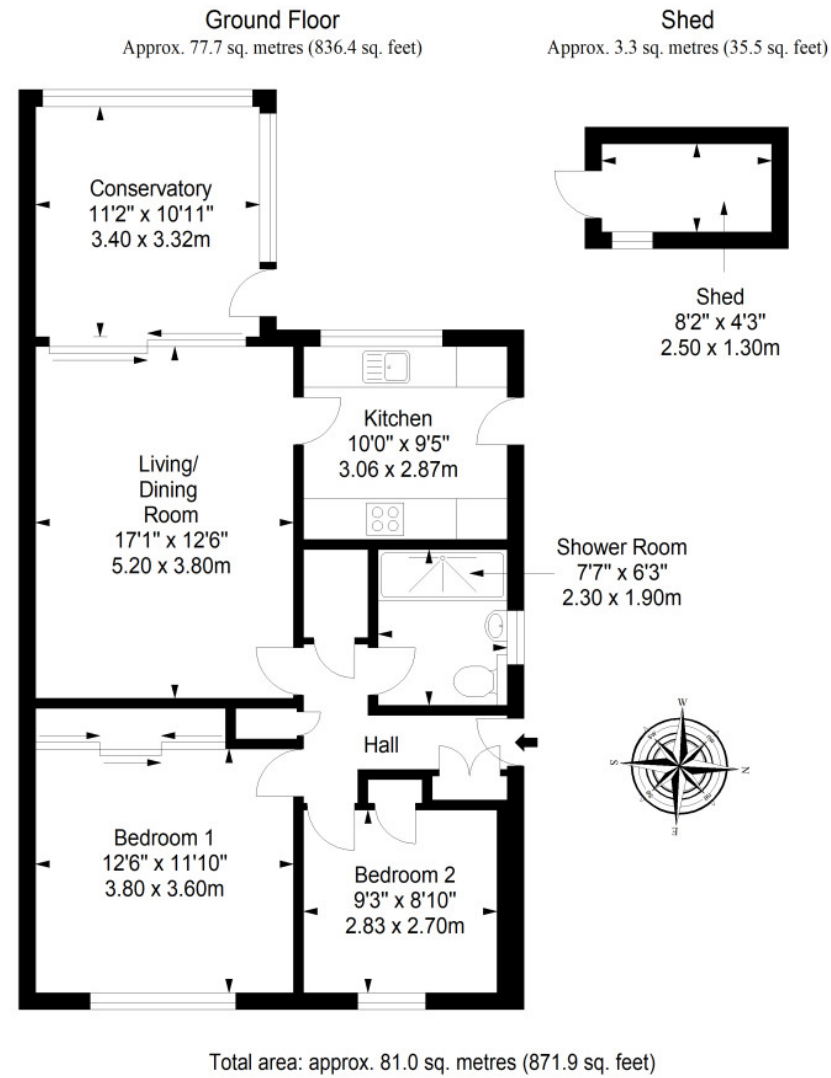 Ground Floor
Approx. 77.7 sq. metres (836.4 sq. feet)
Shed
Approx. 3.3 sq. metres (35.5 sq. feet)
Conservatory
11'2" x 10'11"
3.40 x 3.32m
Shed
8'2" x 4'3"
2.50 x 1.30m
Kitchen
10'0" x 9'5"
3.06 x 2.87m
Living/
Dining
Room
17'1" x 12'6"
5.20 x 3.80m
Shower Room
7'7" x 6'3"
2.30 x 1.90m
Hall
W
S
N
E
Bedroom 1
12'6" x 11'10"
3.80 x 3.60m
Bedroom 2
9'3" x 8'10"
2.83 x 2.70m
Total area: approx. 81.0 sq. metres (871.9 sq. feet)